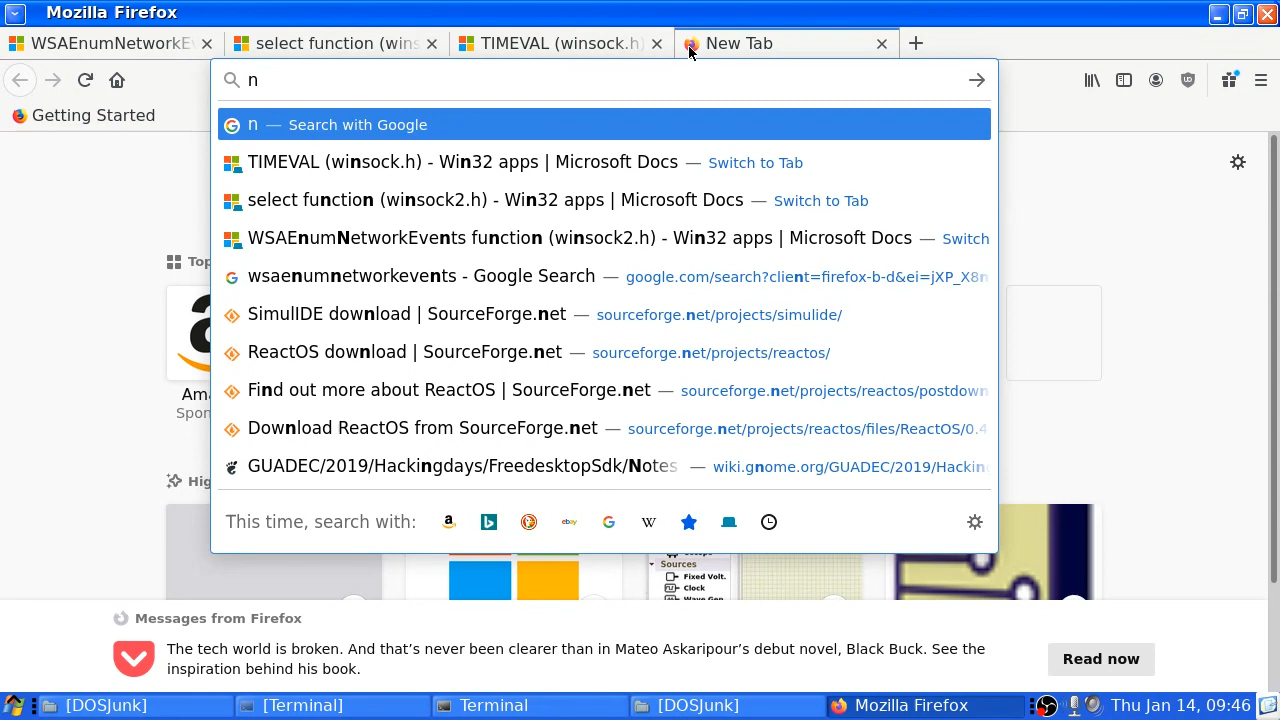 Mozilla Firefox
WSAEnumNetworkEv
select function (wins
TIMEVAL (winsock.h)
New Tab
n
Getting Started
n — Search with Google
TIMEVAL (winsock.h) - Win32 apps | Microsoft Docs — Switch to Tab
select function (winsock2.h) - Win32 apps | Microsoft Docs — Switch to Tab
WSAEnumNetworkEvents function (winsock2.h) - Win32 apps | Microsoft Docs — Switch
wsaenumnetworkevents - Google Search — google.com/search?client=firefox-b-d&ei=jXP_X8n
SimulIDE download | SourceForge.net — sourceforge.net/projects/simulide/
ReactOS download | SourceForge.net — sourceforge.net/projects/reactos/
Find out more about ReactOS | SourceForge.net — sourceforge.net/projects/reactos/postdown
Download ReactOS from SourceForge.net — sourceforge.net/projects/reactos/files/ReactOS/0.4
GUADEC/2019/Hackingdays/FreedesktopSdk/Notes — wiki.gnome.org/GUADEC/2019/Hackin
This time, search with:
Top
Ama
Spons
Hig
Sources
Fixed Volt.
Clock
Wave Gen.
Messages from Firefox
The tech world is broken. And that's never been clearer than in Mateo Askaripour's debut novel, Black Buck. See the
inspiration behind his book.
Read now
[DOSJunk]
[Terminal]
Terminal
[DOSJunk]
Mozilla Firefox
Thu Jan 14, 09:46